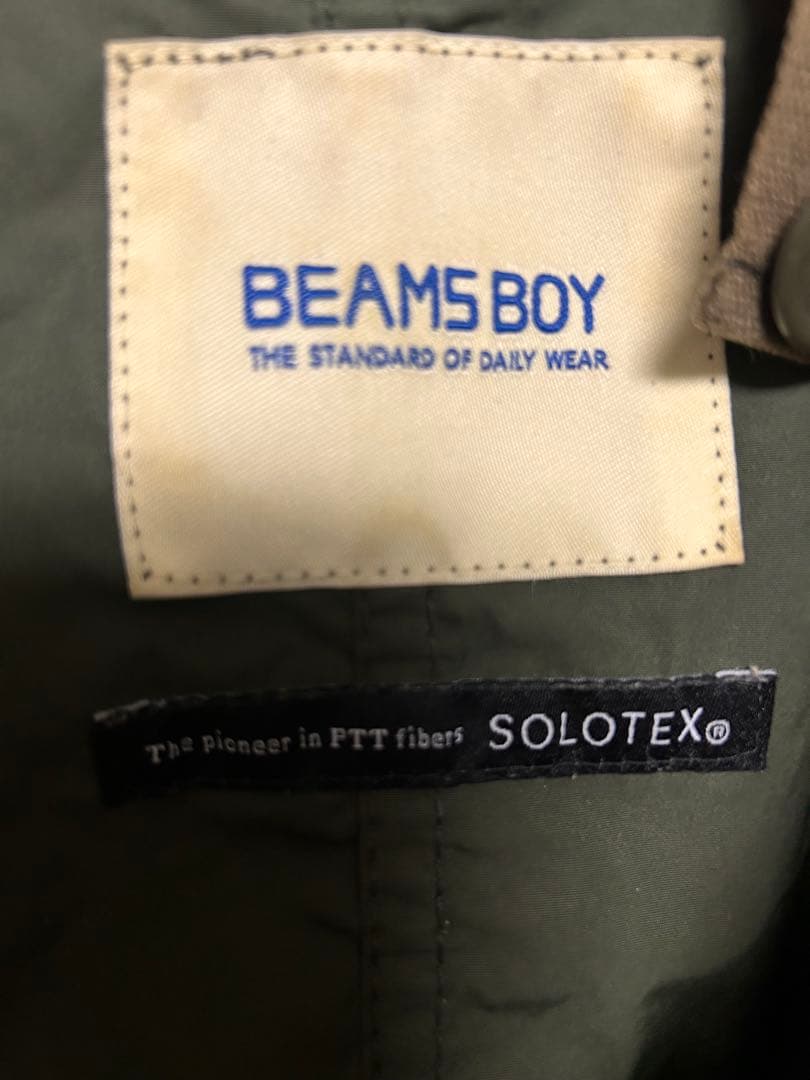 BEAMS BOY
THE STANDARD OF DAILY WEAR
The pioneer in PTT fibers SOLOTEX®